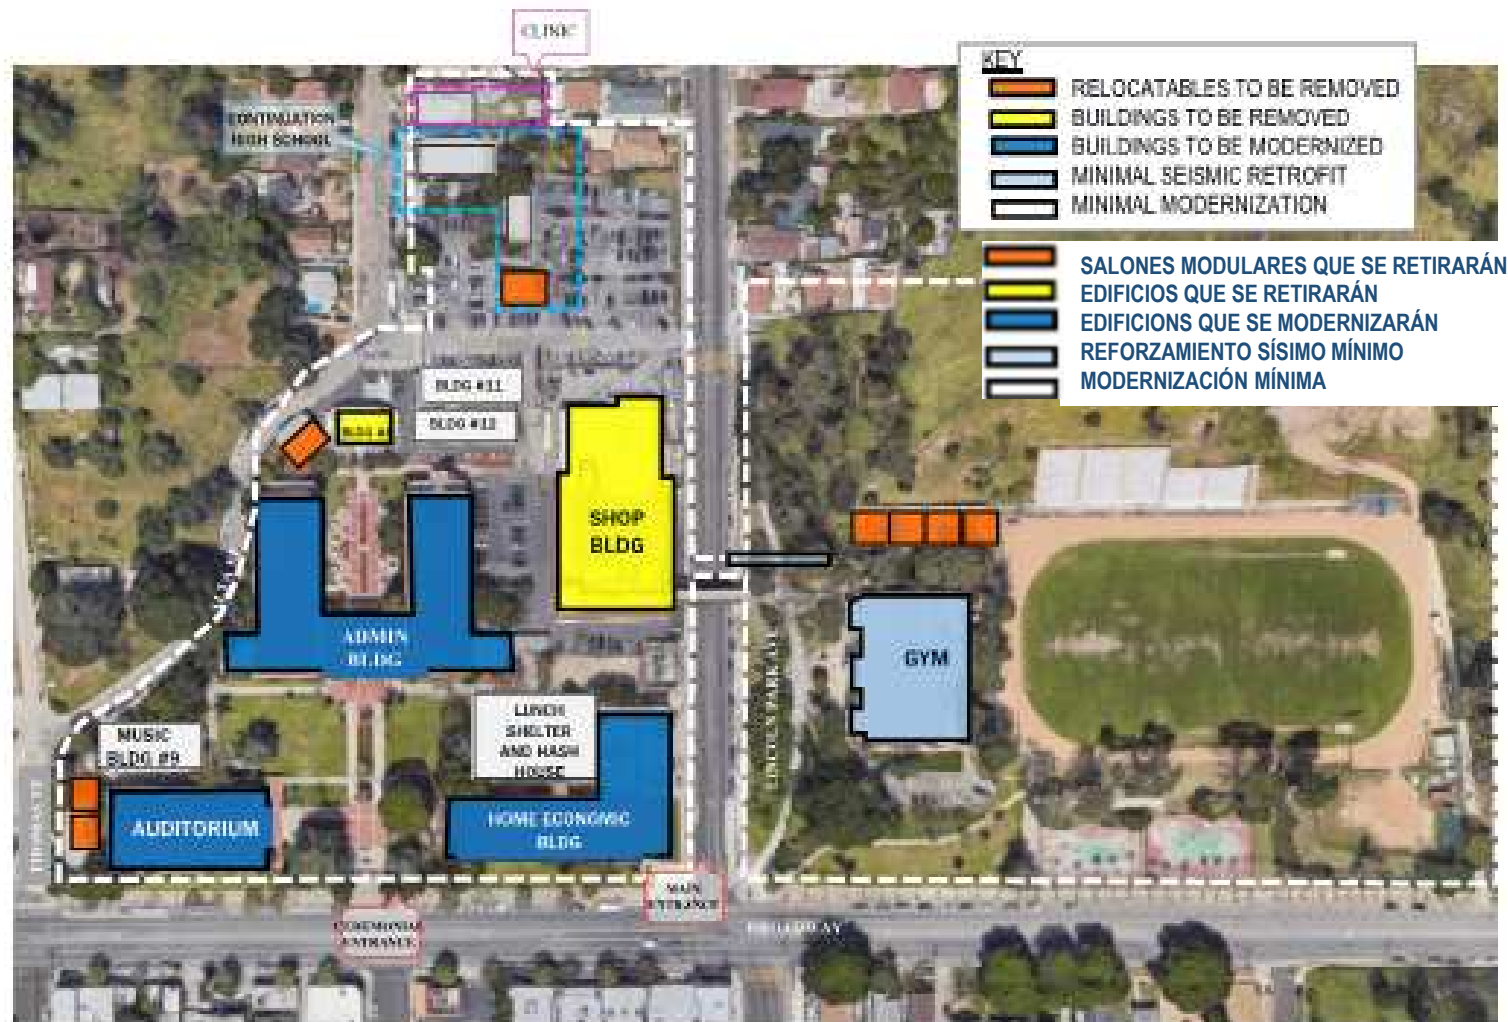 CLINIC
KEY
RELOCATABLES TO BE REMOVED
BUILDINGS TO BE REMOVED
BUILDINGS TO BE MODERNIZED
MINIMAL SEISMIC RETROFIT
MINIMAL MODERNIZATION
CONTINUATION
HIGH SCHOOL
SALONES MODULARES QUE SE RETIRARÁN
EDIFICIOS QUE SE RETIRARÁN
EDIFICIONS QUE SE MODERNIZARÁN
REFORZAMIENTO SÍSIMO MÍNIMO
MODERNIZACIÓN MÍNIMA
BLDG #11
BLDG #12
SHOP
BLDG
ADMIN
BLDG
GYM
LUNCH
SHELTER
AND HASH
HOUSE
MUSIC
BLDG #9
AUDITORIUM
HOME ECONOMIC
BLDG
MAIN
ENTRANCE
CEREMONIAL
ENTRANCE
BROADWAY